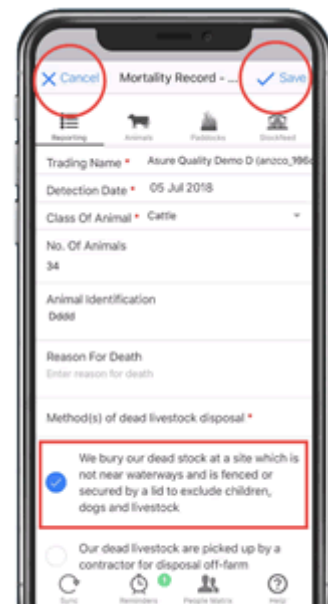 Cancel Mortality Record - ... Save
Reporting Animals Paddocks Stockfeed
Trading Name * Asure Quality Demo D (anzco_996
Detection Date * 05 Jul 2018
Class Of Animal * Cattle
No. Of Animals
34
Animal Identification
Dddd
Reason For Death
Enter reason for death
Method(s) of dead livestock disposal *
We bury our dead stock at a site which is
not near waterways and is fenced or
secured by a lid to exclude children,
dogs and livestock
Our dead livestock are picked up by a
contractor for disposal off-farm
Sync Reminders People Matrix Help